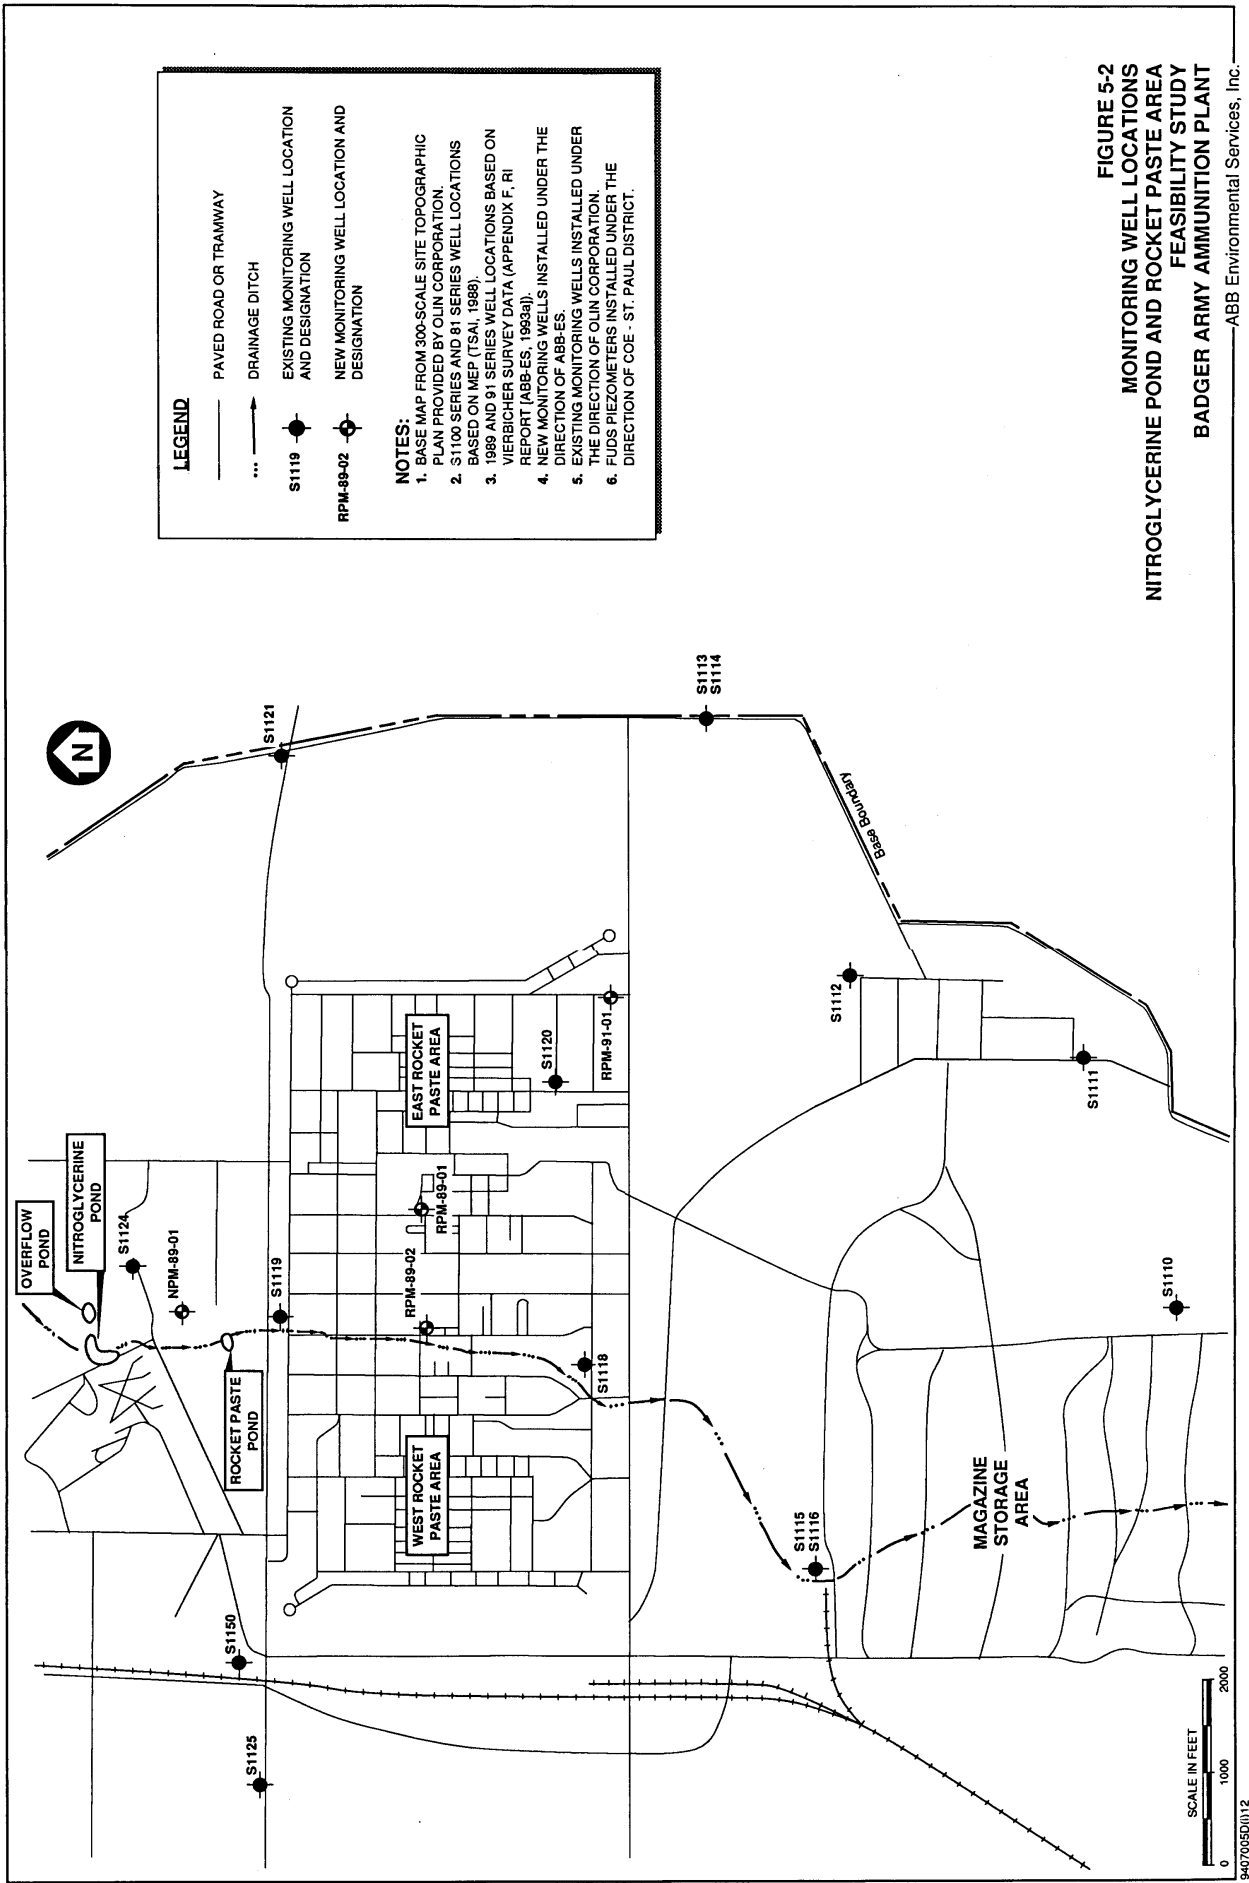 LEGEND
PAVED ROAD OR TRAMWAY
DRAINAGE DITCH
S1119
EXISTING MONITORING WELL LOCATION
AND DESIGNATION
RPM-89-02
NEW MONITORING WELL LOCATION AND
DESIGNATION
NOTES:
1. BASE MAP FROM 300-SCALE SITE TOPOGRAPHIC
PLAN PROVIDED BY OLIN CORPORATION.
2. S1100 SERIES AND 81 SERIES WELL LOCATIONS
BASED ON MEP (TSAI, 1988).
3. 1989 AND 91 SERIES WELL LOCATIONS BASED ON
VIERBICHER SURVEY DATA (APPENDIX F, RI
REPORT [ABB-ES, 1993a]).
4. NEW MONITORING WELLS INSTALLED UNDER THE
DIRECTION OF ABB-ES.
5. EXISTING MONITORING WELLS INSTALLED UNDER
THE DIRECTION OF OLIN CORPORATION.
6. FUDS PIEZOMETERS INSTALLED UNDER THE
DIRECTION OF COE - ST. PAUL DISTRICT.
N
OVERFLOW
POND
NITROGLYCERINE
POND
S1124
NPM-89-01
ROCKET PASTE
POND
S1119
S1121
S1150
S1125
WEST ROCKET
PASTE AREA
RPM-89-02
RPM-89-01
EAST ROCKET
PASTE AREA
S1118
S1120
RPM-91-01
S1113
S1114
S1115
S1116
S1112
Base Boundary
MAGAZINE
STORAGE
AREA
S1111
S1110
SCALE IN FEET
0 1000 2000
FIGURE 5-2
MONITORING WELL LOCATIONS
NITROGLYCERINE POND AND ROCKET PASTE AREA
FEASIBILITY STUDY
BADGER ARMY AMMUNITION PLANT
ABB Environmental Services, Inc.
9407005D(i)12